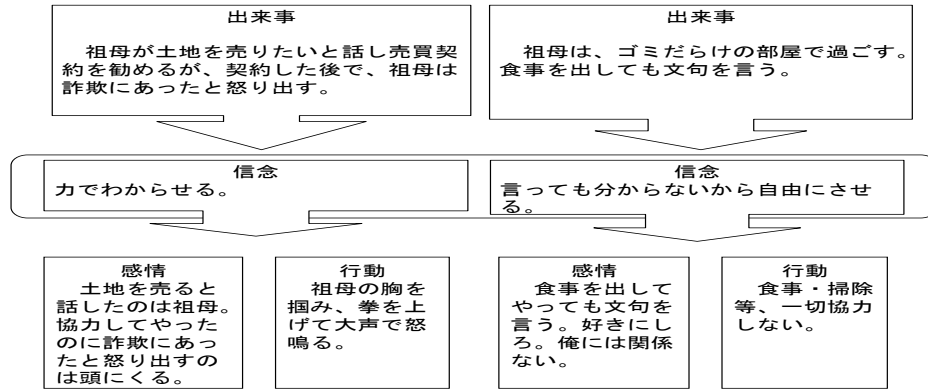 出来事
祖母が土地を売りたいと話し売買契
約を勧めるが、契約した後で、祖母は
詐欺にあったと怒り出す。
出来事
祖母は、ゴミだらけの部屋で過ごす。
食事を出しても文句を言う。
信念
力でわからせる。
信念
言っても分からないから自由にさせ
る。
感情
土地を売ると
話したのは祖母。
協力してやった
のに詐欺にあっ
たと怒り出すの
は頭にくる。
行動
祖母の胸を
掴み、拳を上
げて大声で怒
鳴る。
感情
食事を出して
やっても文句を
言う。好きにし
ろ。俺には関係
ない。
行動
食事・掃除
等、一切協力
しない。